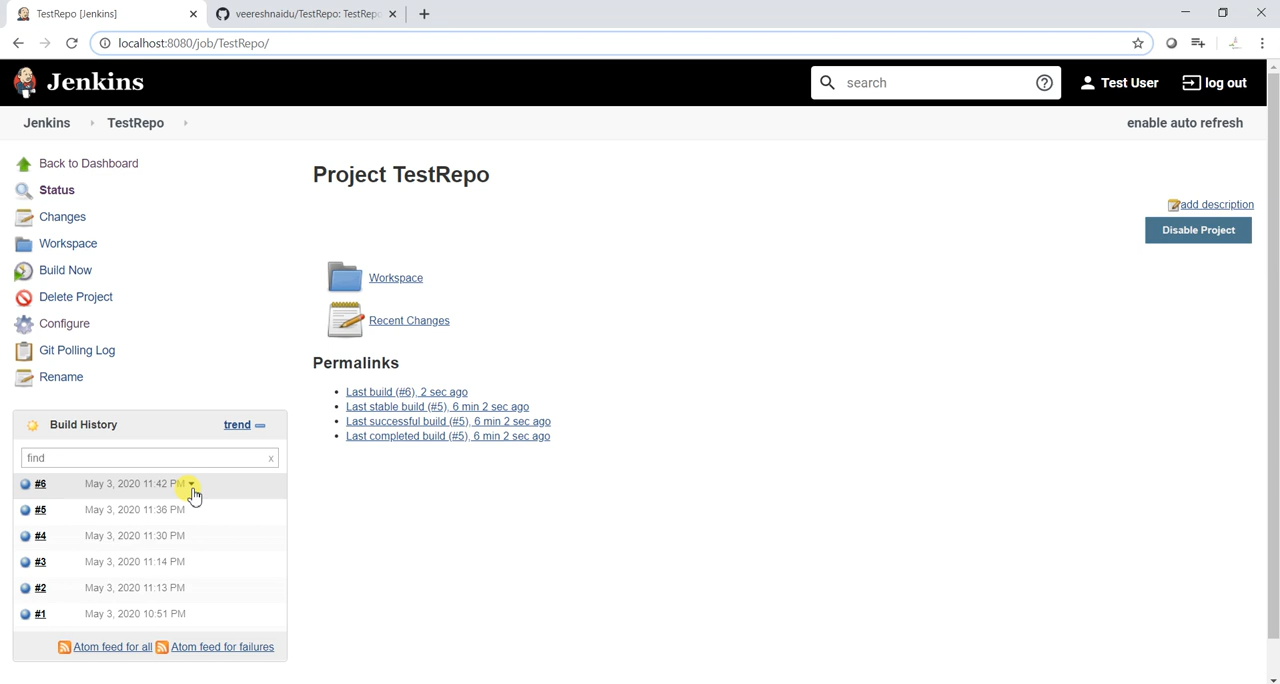 TestRepo [Jenkins]
veereshnaidu/TestRepo: TestRepo
localhost:8080/job/TestRepo/
Jenkins
search
Test User
log out
Jenkins
TestRepo
enable auto refresh
Back to Dashboard
Status
Changes
Workspace
Build Now
Delete Project
Configure
Git Polling Log
Rename
Project TestRepo
add description
Disable Project
Workspace
Recent Changes
Permalinks
• Last build (#6), 2 sec ago
• Last stable build (#5), 6 min 2 sec ago
• Last successful build (#5), 6 min 2 sec ago
• Last completed build (#5), 6 min 2 sec ago
Build History
trend
find
x
#6 May 3, 2020 11:42 PM
#5 May 3, 2020 11:36 PM
#4 May 3, 2020 11:30 PM
#3 May 3, 2020 11:14 PM
#2 May 3, 2020 11:13 PM
#1 May 3, 2020 10:51 PM
Atom feed for all
Atom feed for failures